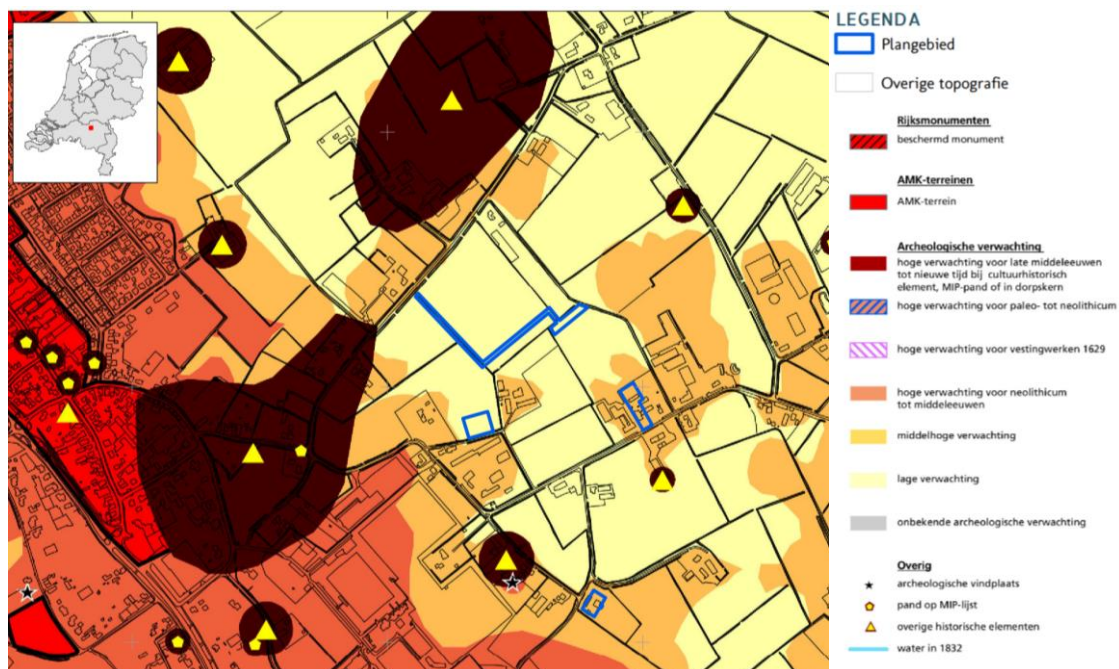 LEGENDA
Plangebied
Overige topografie
Rijksmonumenten
beschermd monument
AMK-terreinen
AMK-terrein
Archeologische verwachting
hoge verwachting voor late middeleeuwen
tot nieuwe tijd bij cultuurhistorisch
element, MIP-pand of in dorpskern
hoge verwachting voor paleo- tot neolithicum
hoge verwachting voor vestingwerken 1629
hoge verwachting voor neolithicum
tot middeleeuwen
middelhoge verwachting
lage verwachting
onbekende archeologische verwachting
Overig
archeologische vindplaats
pand op MIP-lijst
overige historische elementen
water in 1832